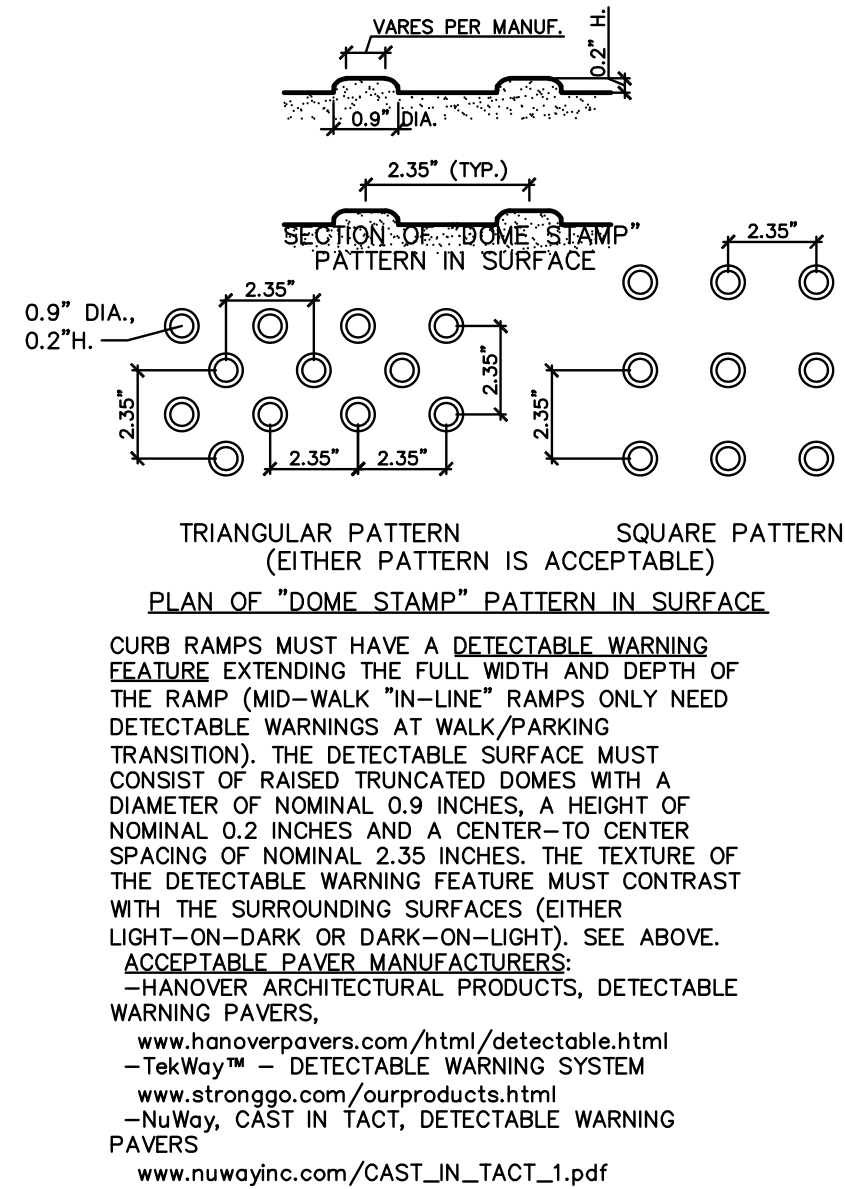 VARES PER MANUF.
0.2" H.
0.9" DIA.
2.35" (TYP.)
SECTION OF "DOME STAMP"
PATTERN IN SURFACE
2.35"
2.35"
0.9" DIA.,
0.2"H.
2.35"
2.35"
2.35"
2.35" 2.35"
TRIANGULAR PATTERN SQUARE PATTERN
(EITHER PATTERN IS ACCEPTABLE)
PLAN OF "DOME STAMP" PATTERN IN SURFACE
CURB RAMPS MUST HAVE A DETECTABLE WARNING
FEATURE EXTENDING THE FULL WIDTH AND DEPTH OF
THE RAMP (MID-WALK "IN-LINE" RAMPS ONLY NEED
DETECTABLE WARNINGS AT WALK/PARKING
TRANSITION). THE DETECTABLE SURFACE MUST
CONSIST OF RAISED TRUNCATED DOMES WITH A
DIAMETER OF NOMINAL 0.9 INCHES, A HEIGHT OF
NOMINAL 0.2 INCHES AND A CENTER-TO CENTER
SPACING OF NOMINAL 2.35 INCHES. THE TEXTURE OF
THE DETECTABLE WARNING FEATURE MUST CONTRAST
WITH THE SURROUNDING SURFACES (EITHER
LIGHT-ON-DARK OR DARK-ON-LIGHT). SEE ABOVE.
ACCEPTABLE PAVER MANUFACTURERS:
-HANOVER ARCHITECTURAL PRODUCTS, DETECTABLE
WARNING PAVERS,
www.hanoverpavers.com/html/detectable.html
-TekWay™ - DETECTABLE WARNING SYSTEM
www.stronggo.com/ourproducts.html
-NuWay, CAST IN TACT, DETECTABLE WARNING
PAVERS
www.nuwayinc.com/CAST_IN_TACT_1.pdf